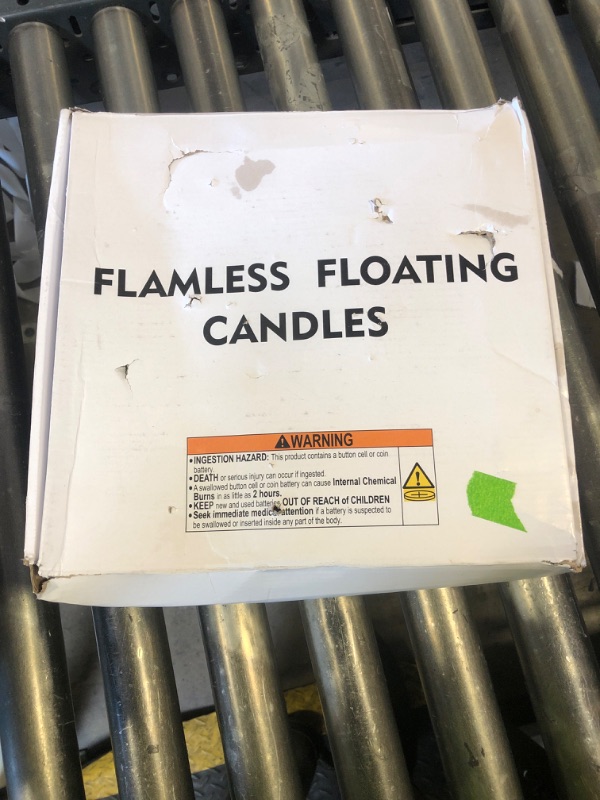 FLAMLESS FLOATING
CANDLES
WARNING
• INGESTION HAZARD: This product contains a button cell or coin
battery.
• DEATH or serious injury can occur if ingested.
• A swallowed button cell or coin battery can cause Internal Chemical
Burns in as little as 2 hours.
• KEEP new and used batteries OUT OF REACH of CHILDREN
• Seek immediate medical attention if a battery is suspected to
be swallowed or inserted inside any part of the body.